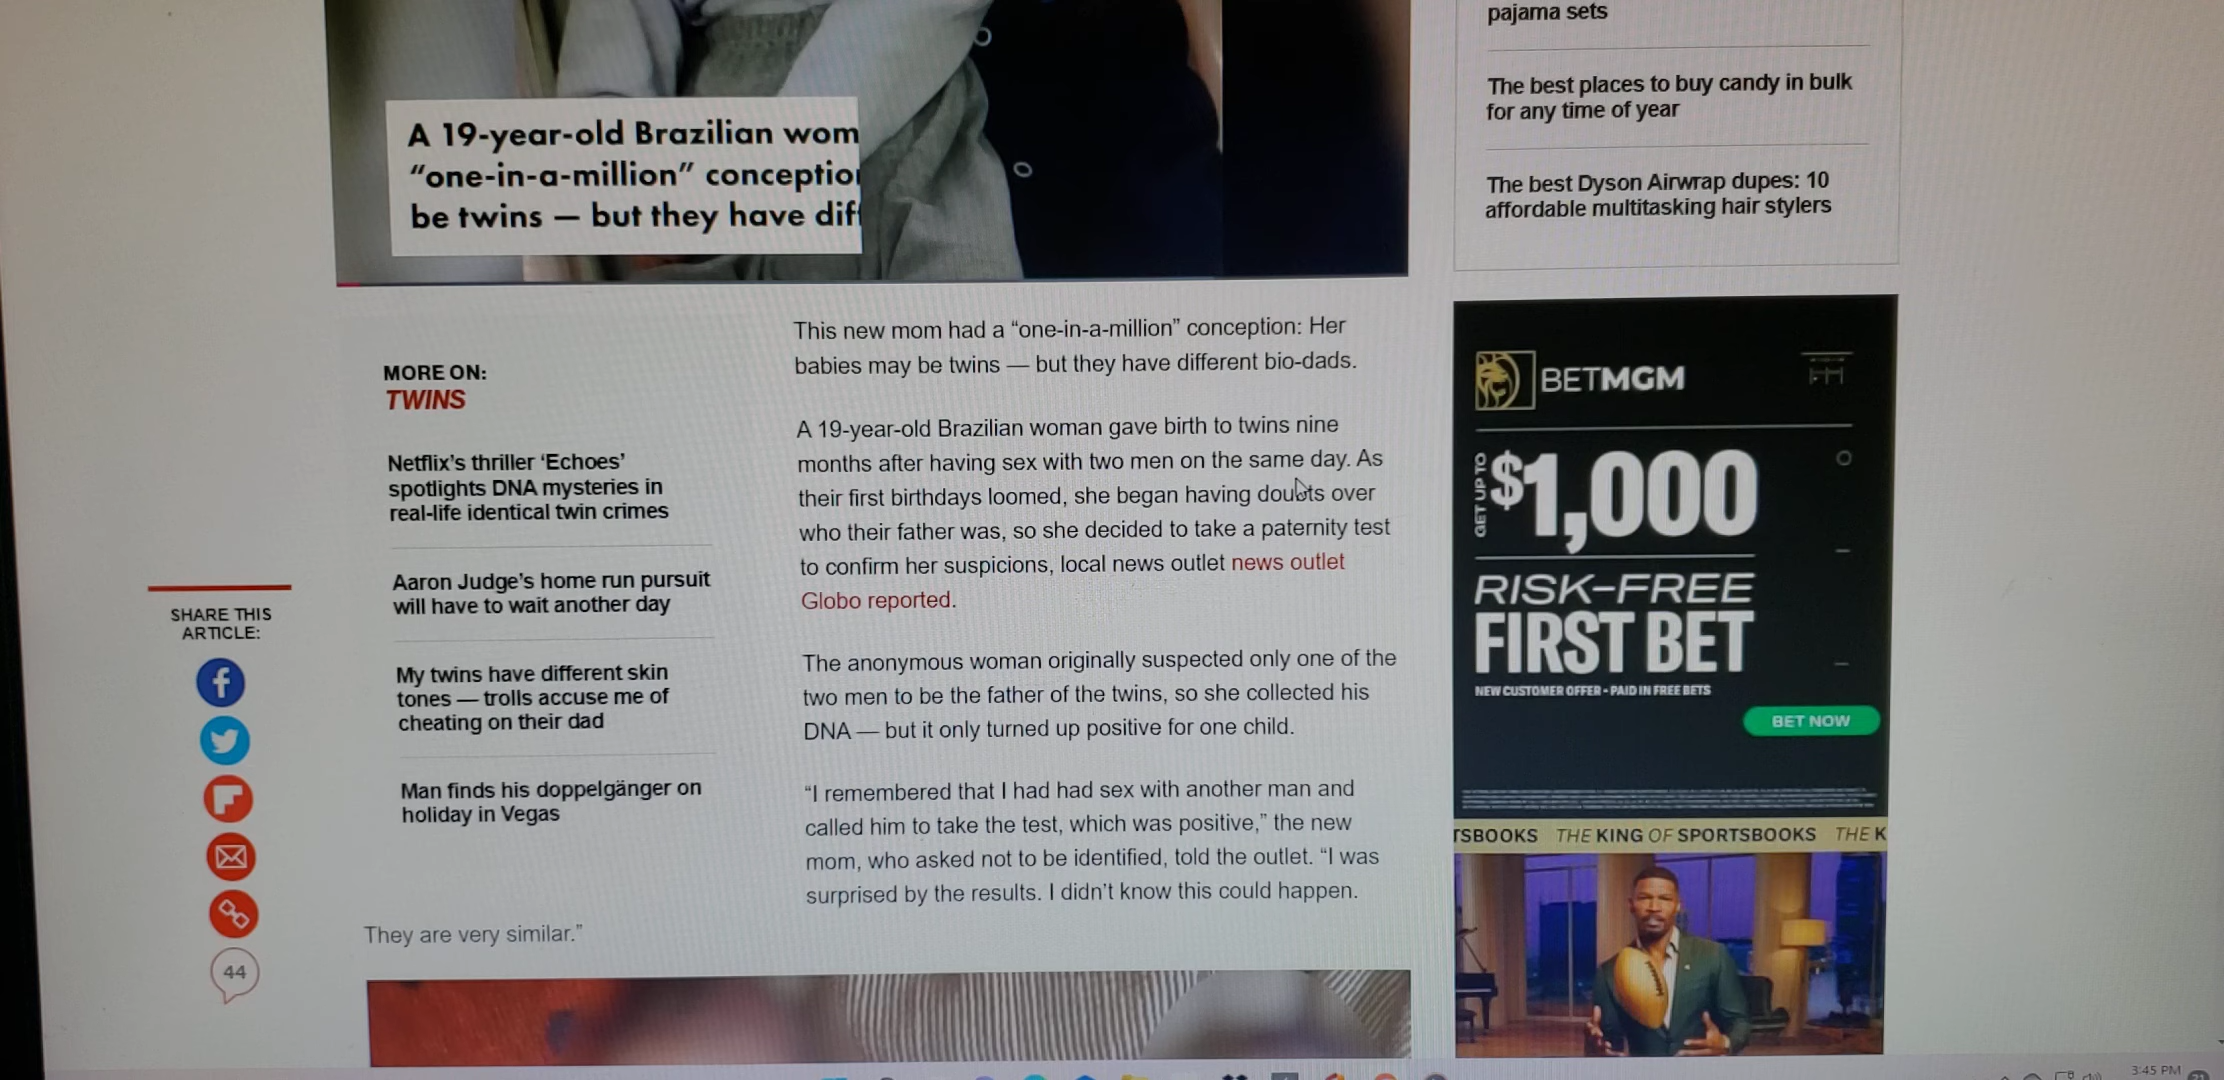 A 19-year-old Brazilian wom
“one-in-a-million” conception
be twins — but they have diff
pajama sets
The best places to buy candy in bulk
for any time of year
The best Dyson Airwrap dupes: 10
affordable multitasking hair stylers
MORE ON:
TWINS
Netflix’s thriller ‘Echoes’
spotlights DNA mysteries in
real-life identical twin crimes
Aaron Judge’s home run pursuit
will have to wait another day
My twins have different skin
tones — trolls accuse me of
cheating on their dad
Man finds his doppelgänger on
holiday in Vegas
SHARE THIS
ARTICLE:
44
This new mom had a “one-in-a-million” conception: Her
babies may be twins — but they have different bio-dads.
A 19-year-old Brazilian woman gave birth to twins nine
months after having sex with two men on the same day. As
their first birthdays loomed, she began having doubts over
who their father was, so she decided to take a paternity test
to confirm her suspicions, local news outlet news outlet
Globo reported.
The anonymous woman originally suspected only one of the
two men to be the father of the twins, so she collected his
DNA — but it only turned up positive for one child.
“I remembered that I had had sex with another man and
called him to take the test, which was positive,” the new
mom, who asked not to be identified, told the outlet. “I was
surprised by the results. I didn’t know this could happen.
They are very similar.”
BETMGM
GET UP TO
$1,000
RISK-FREE
FIRST BET
NEW CUSTOMER OFFER • PAID IN FREE BETS
BET NOW
TSBOOKS THE KING OF SPORTSBOOKS THE K
3:45 PM
21